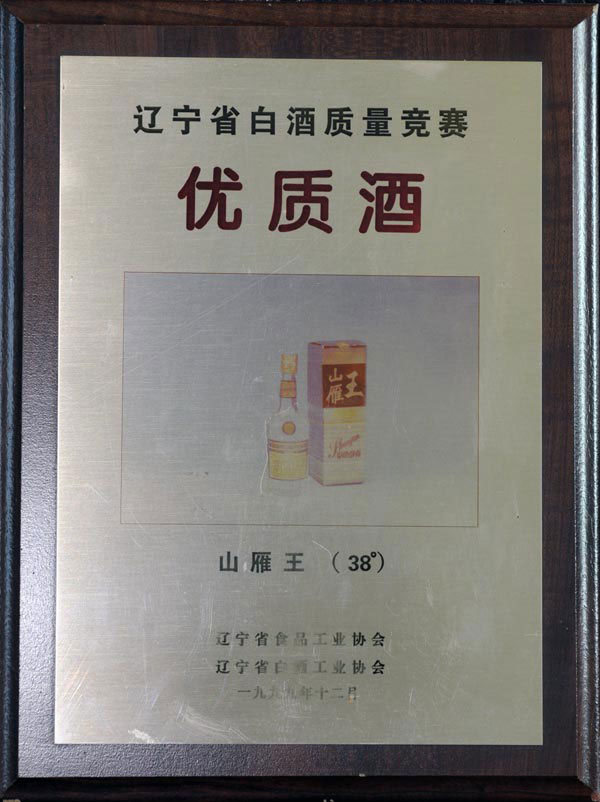 辽宁省白酒质量竞赛
优质酒
山雁王
山雁王 （38°）
辽宁省食品工业协会
辽宁省白酒工业协会
一九九九年十二月